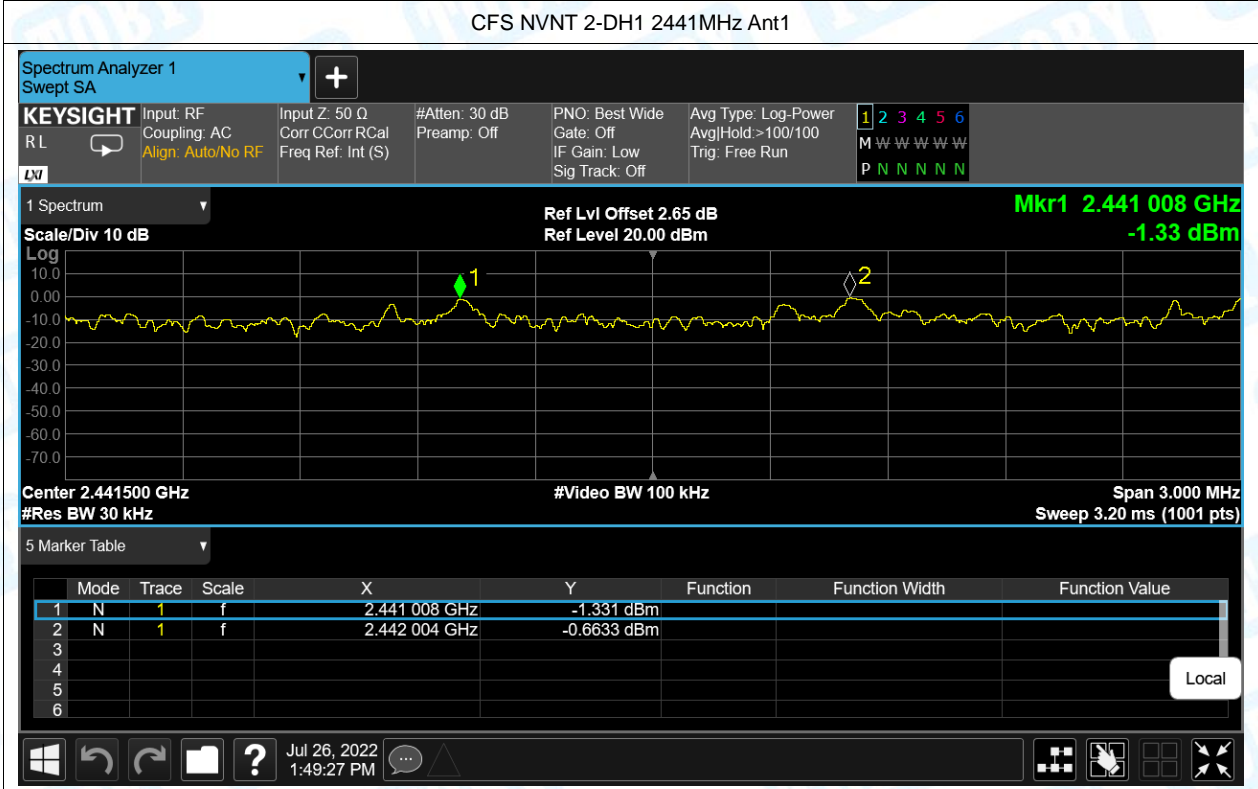 CFS NVNT 2-DH1 2441MHz Ant1
Spectrum Analyzer 1
Swept SA
KEYSIGHT
RL
LXI
Input: RF
Coupling: AC
Align: Auto/No RF
Input Z: 50 Ω
Corr CCorr RCal
Freq Ref: Int (S)
#Atten: 30 dB
Preamp: Off
PNO: Best Wide
Gate: Off
IF Gain: Low
Sig Track: Off
Avg Type: Log-Power
Avg|Hold:>100/100
Trig: Free Run
1 2 3 4 5 6
M W W W W W W
P N N N N N
1 Spectrum
Scale/Div 10 dB
Ref Lvl Offset 2.65 dB
Ref Level 20.00 dBm
Mkr1 2.441 008 GHz
-1.33 dBm
Log
10.0
0.00
-10.0
-20.0
-30.0
-40.0
-50.0
-60.0
-70.0
1
2
Center 2.441500 GHz
#Res BW 30 kHz
#Video BW 100 kHz
Span 3.000 MHz
Sweep 3.20 ms (1001 pts)
5 Marker Table
Mode Trace Scale X Y Function Function Width Function Value
1 N 1 f 2.441 008 GHz -1.331 dBm
2 N 1 f 2.442 004 GHz -0.6633 dBm
3
4
5
6
Local
Jul 26, 2022
1:49:27 PM